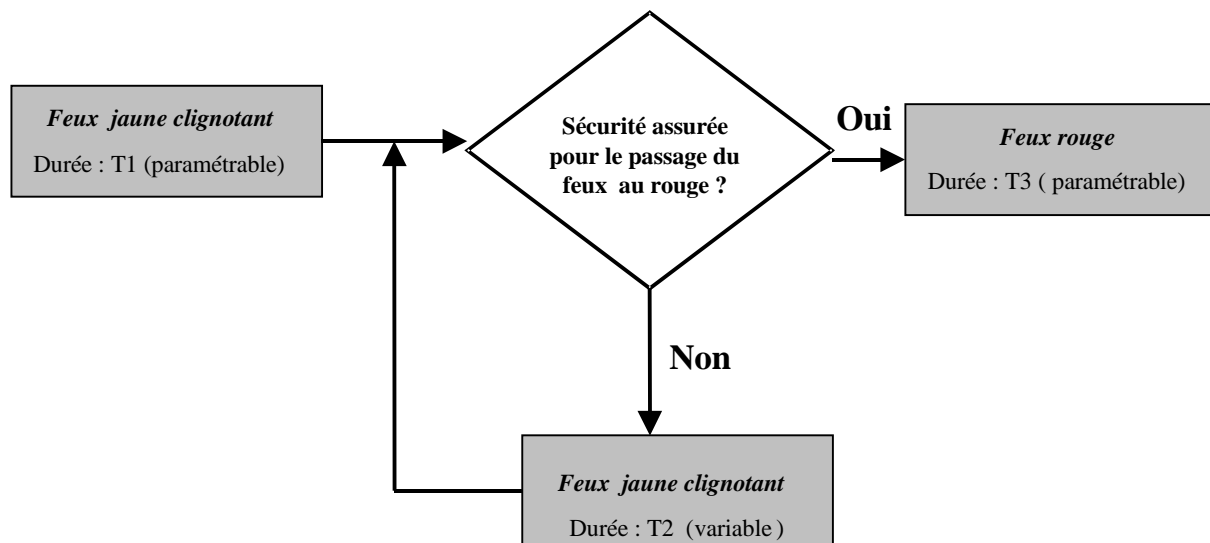 Feux jaune clignotant
Durée : T1 (paramétrable)
Sécurité assurée
pour le passage du
feux au rouge ?
Oui
Feux rouge
Durée : T3 ( paramétrable)
Non
Feux jaune clignotant
Durée : T2 (variable )